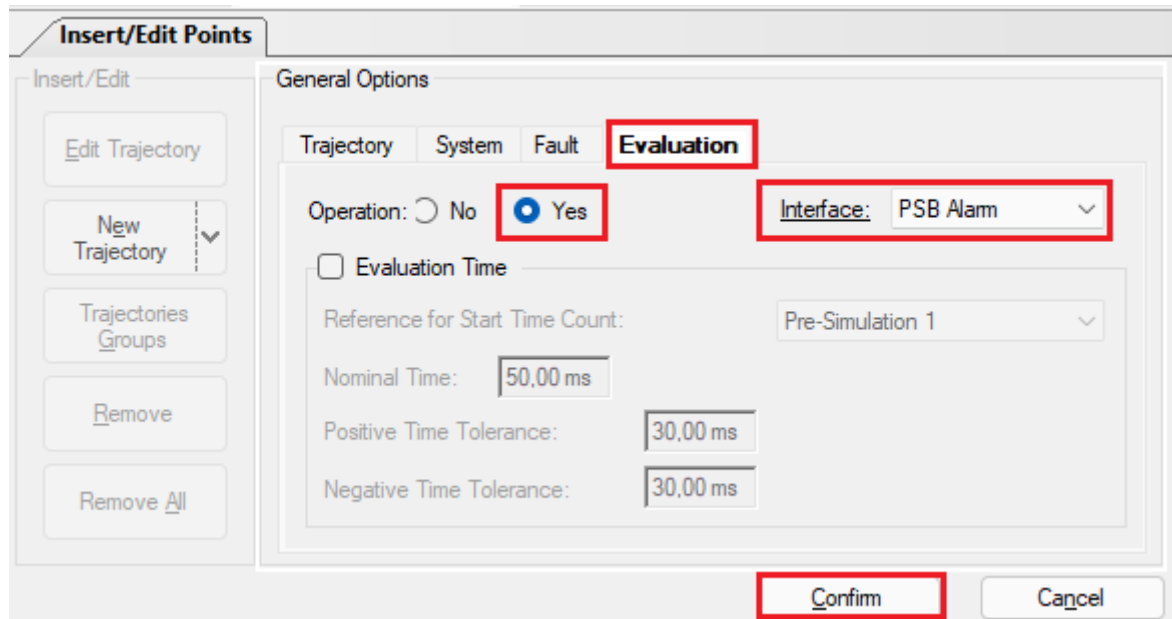 Insert/Edit Points
Insert/Edit
Edit Trajectory
New
Trajectory
Trajectories
Groups
Remove
Remove All
General Options
Trajectory System Fault Evaluation
Operation: No Yes Interface: PSB Alarm
Evaluation Time
Reference for Start Time Count: Pre-Simulation 1
Nominal Time: 50,00 ms
Positive Time Tolerance: 30,00 ms
Negative Time Tolerance: 30,00 ms
Confirm Cancel